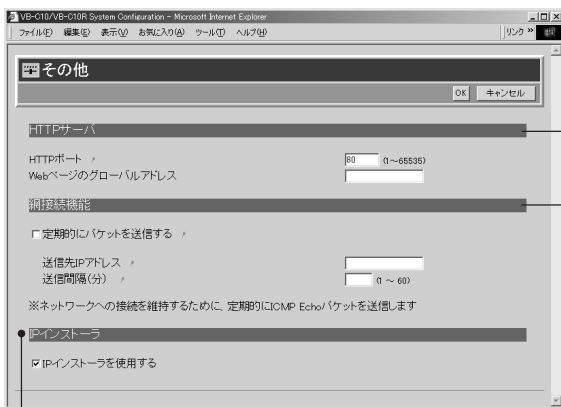 VB-C10/VB-C10R System Configuration - Microsoft Internet Explorer
ファイル(F) 編集(E) 表示(V) お気に入り(A) ツール(T) ヘルプ(H) リンク »
その他
OK キャンセル
HTTPサーバ
HTTPポート 80 (1～65535)
Webページのグローバルアドレス
網接続機能
定期的にパケットを送信する
送信先IPアドレス
送信間隔(分) (1 ～ 60)
※ネットワークへの接続を維持するために、定期的にICMP Echoパケットを送信します
IPインストーラ
IPインストーラを使用する